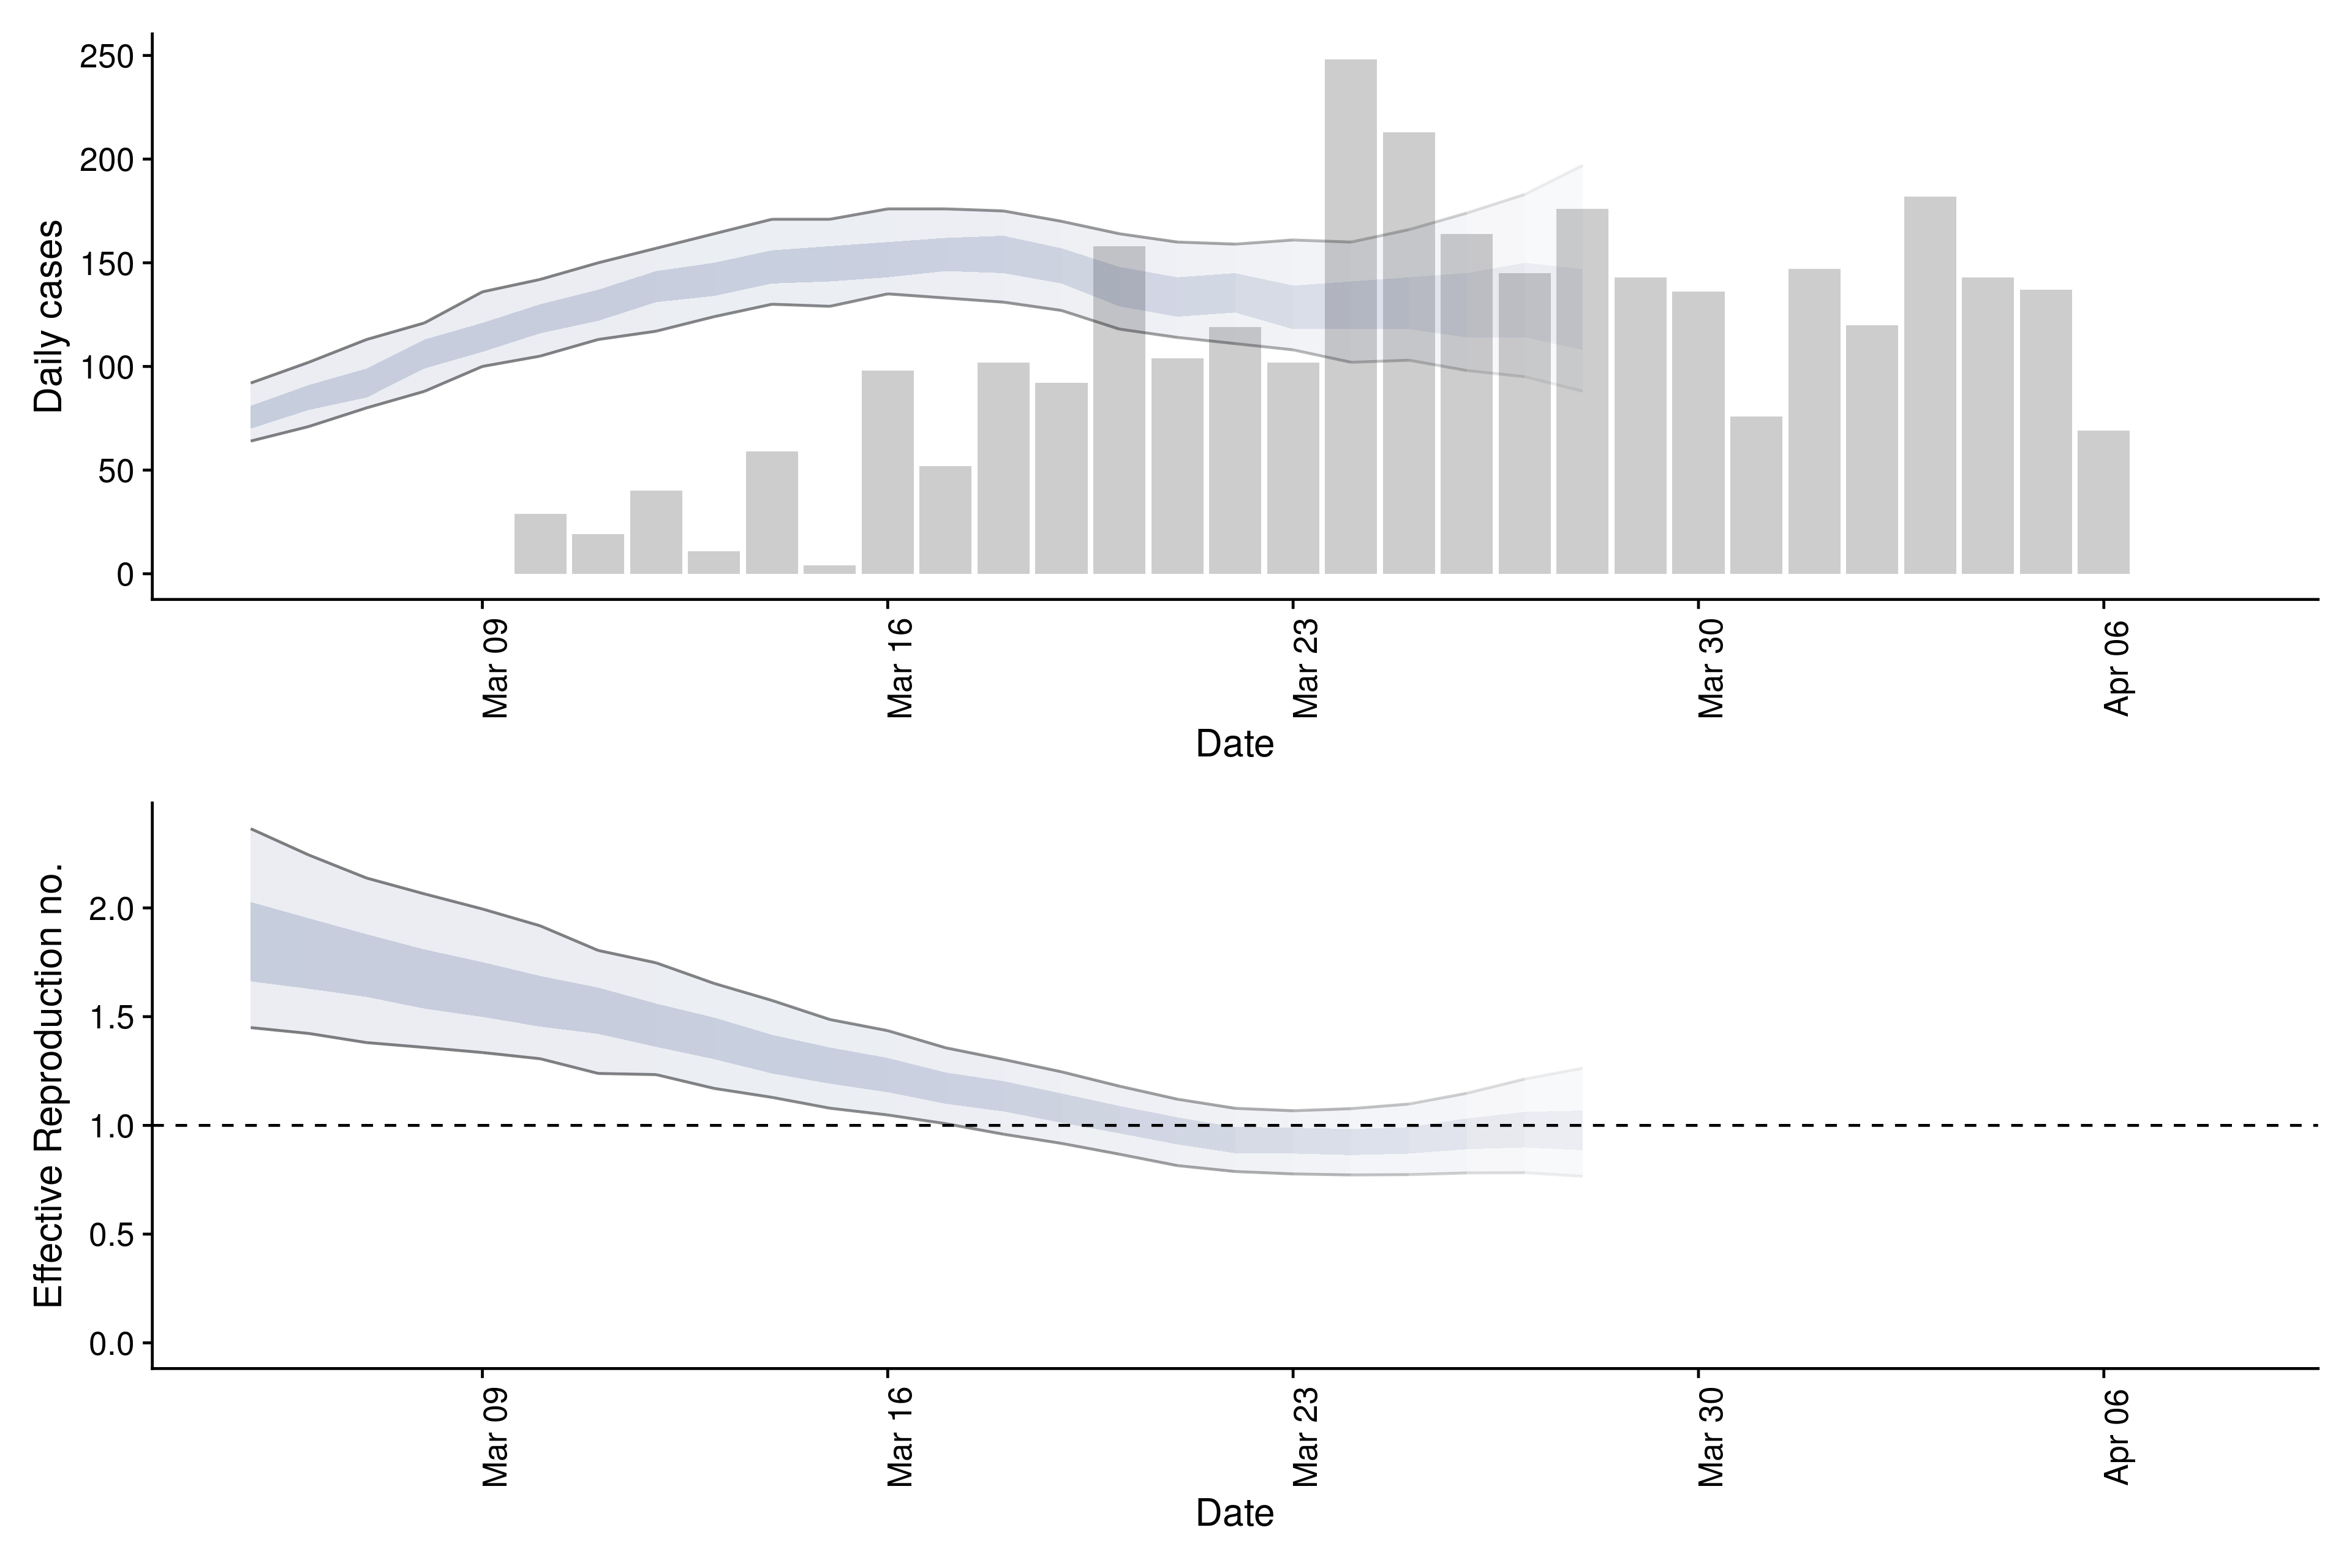 Daily cases
250
200
150
100
50
0
Mar 09
Mar 16
Mar 23
Mar 30
Apr 06
Date
Effective Reproduction no.
2.0
1.5
1.0
0.5
0.0
Mar 09
Mar 16
Mar 23
Mar 30
Apr 06
Date